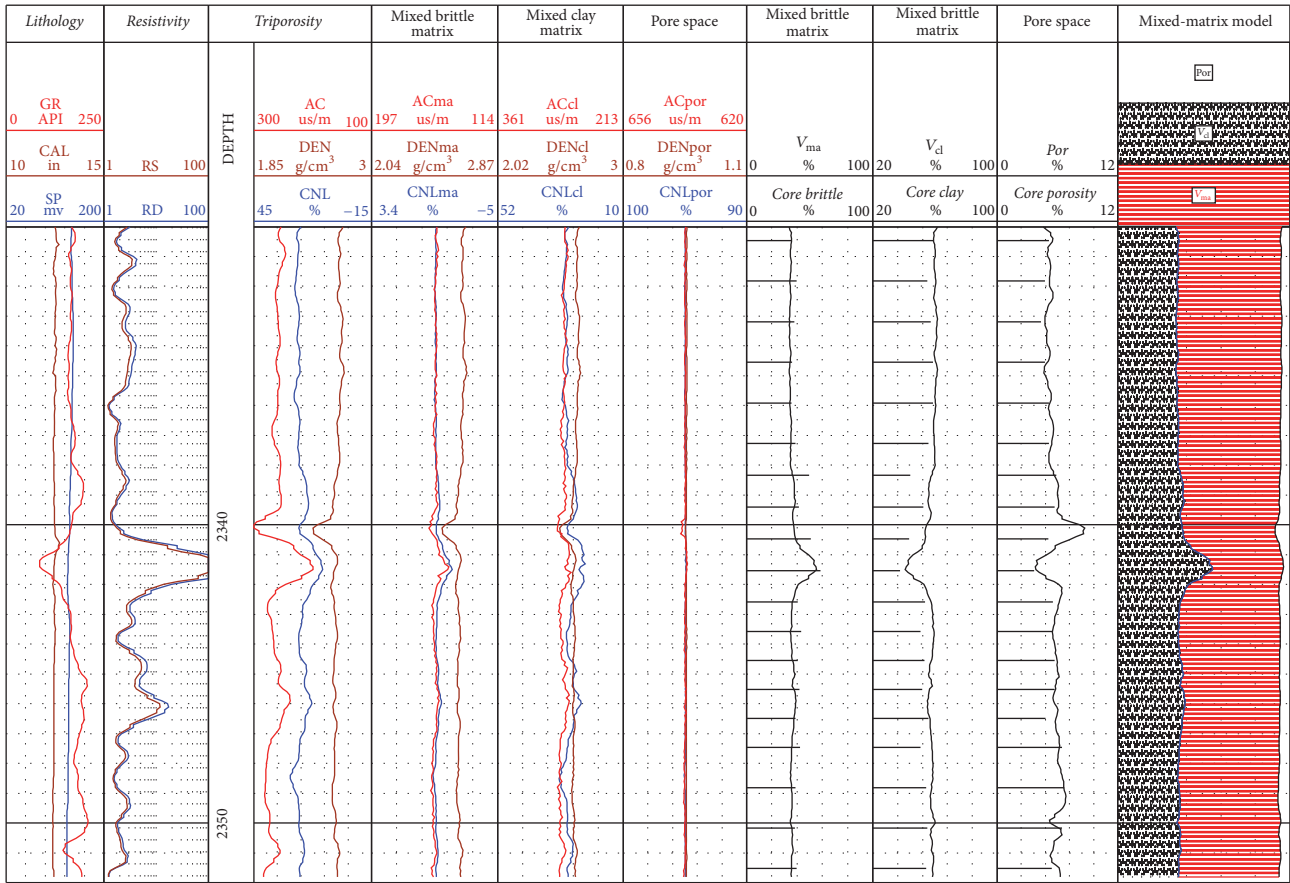 Lithology
Resistivity
Triporosity
Mixed brittle
matrix
Mixed clay
matrix
Pore space
Mixed brittle
matrix
Mixed brittle
matrix
Pore space
Mixed-matrix model
GR
0 API 250
CAL
10 in 15
SP
20 mv 200
1 RS 100
1 RD 100
DEPTH
AC
300 us/m 100
DEN
1.85 g/cm³ 3
CNL
45 % −15
ACma
197 us/m 114
DENma
2.04 g/cm³ 2.87
CNLma
3.4 % −5
ACcl
361 us/m 213
DENcl
2.02 g/cm³ 3
CNLcl
52 % 10
ACpor
656 us/m 620
DENpor
0.8 g/cm³ 1.1
CNLpor
100 % 90
Vma
0 % 100
Core brittle
0 % 100
Vcl
20 % 100
Core clay
20 % 100
Por
0 % 12
Core porosity
0 % 12
Por
Vcl
Vma
2340
2350